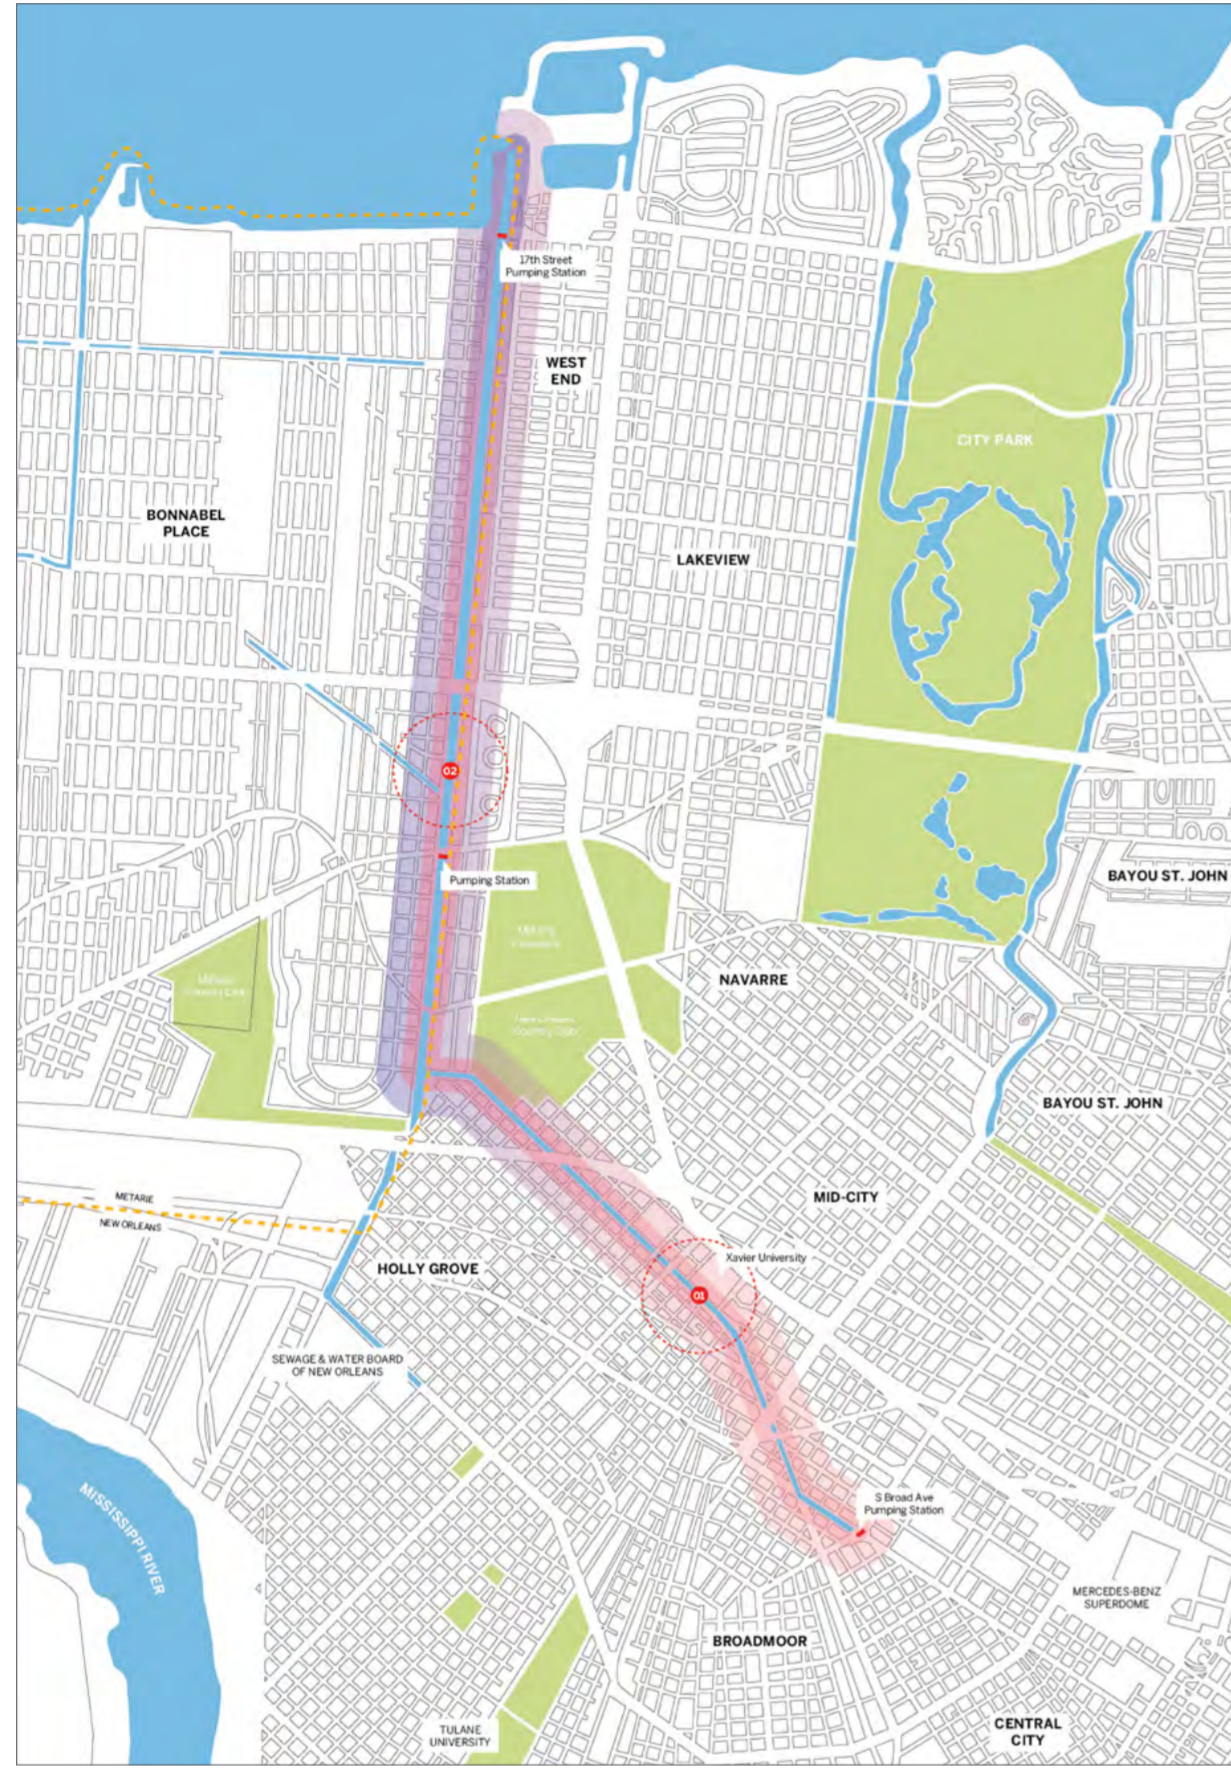 17th Street
Pumping Station
WEST
END
CITY PARK
BONNABEL
PLACE
LAKEVIEW
02
Pumping Station
BAYOU ST. JOHN
NAVARRE
Country Club
BAYOU ST. JOHN
METARIE
NEW ORLEANS
MID-CITY
Xavier University
HOLLY GROVE
01
SEWAGE & WATER BOARD
OF NEW ORLEANS
MISSISSIPPI RIVER
S Broad Ave
Pumping Station
MERCEDES-BENZ
SUPERDOME
BROADMOOR
TULANE
UNIVERSITY
CENTRAL
CITY